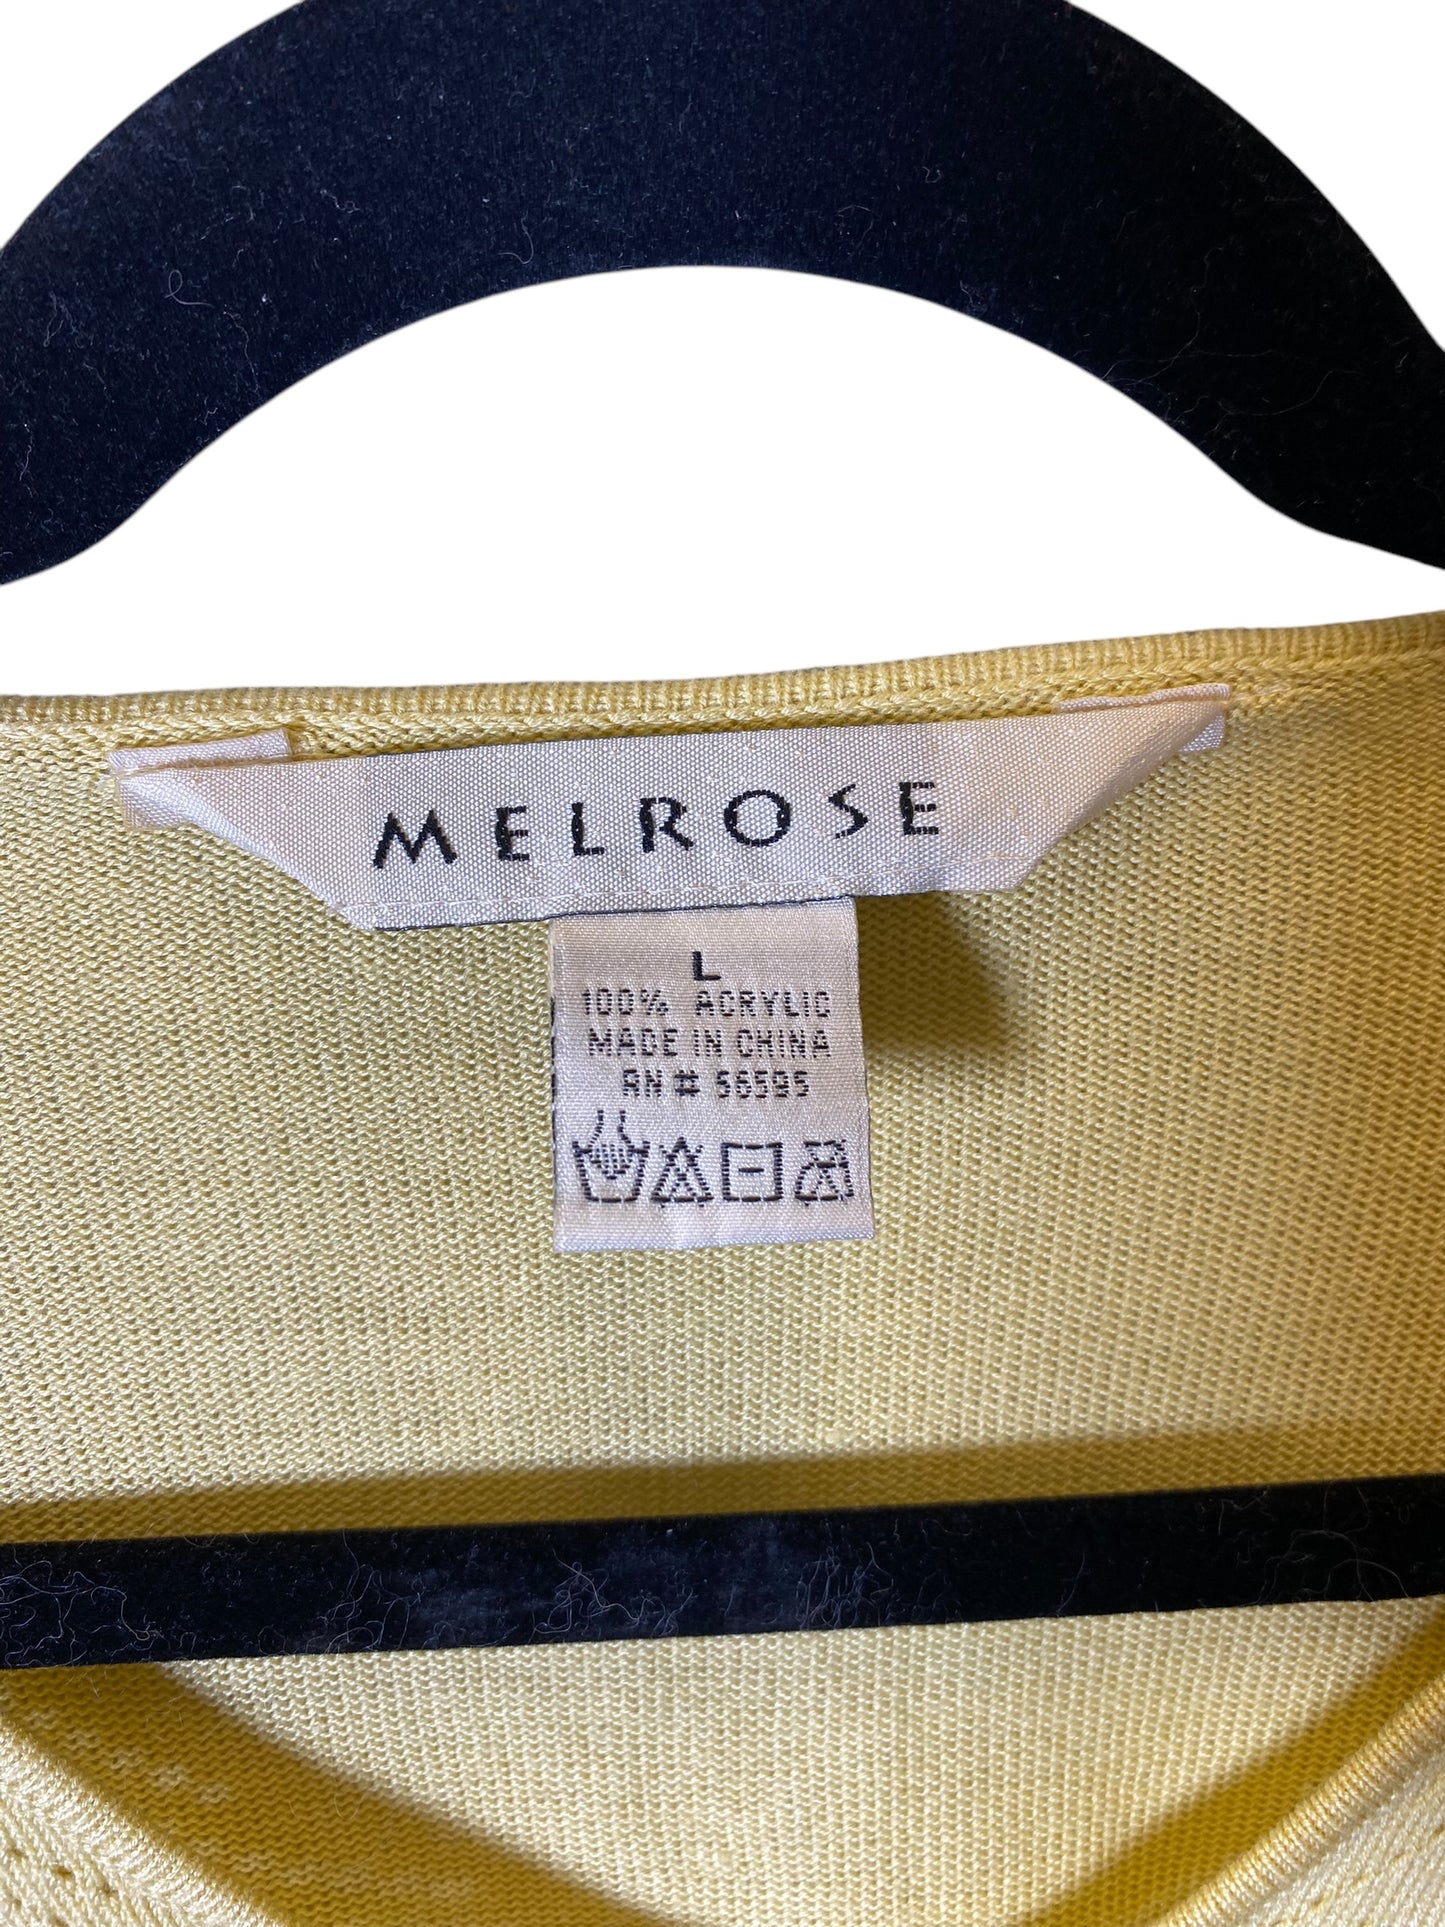 MELROSE
L
100% ACRYLIC
MADE IN CHINA
RN # 56595